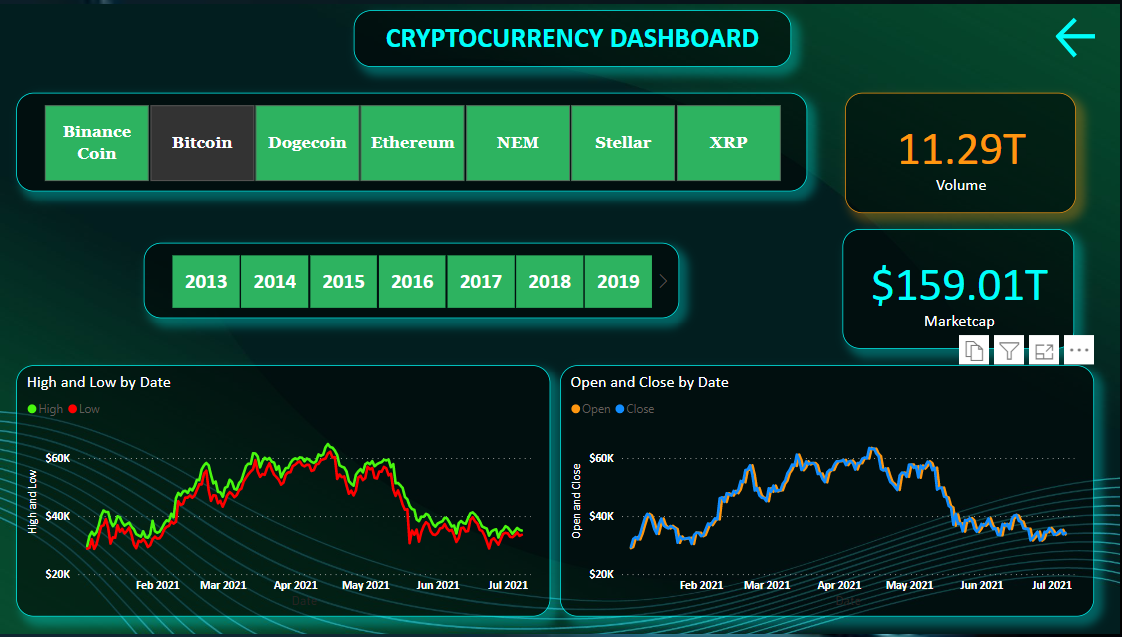 CRYPTOCURRENCY DASHBOARD
Binance
Coin
Bitcoin
Dogecoin
Ethereum
NEM
Stellar
XRP
11.29T
Volume
2013
2014
2015
2016
2017
2018
2019
$159.01T
Marketcap
High and Low by Date
High
Low
High and Low
$60K
$40K
$20K
Feb 2021
Mar 2021
Apr 2021
May 2021
Jun 2021
Jul 2021
Date
Open and Close by Date
Open
Close
Open and Close
$60K
$40K
$20K
Feb 2021
Mar 2021
Apr 2021
May 2021
Jun 2021
Jul 2021
Date